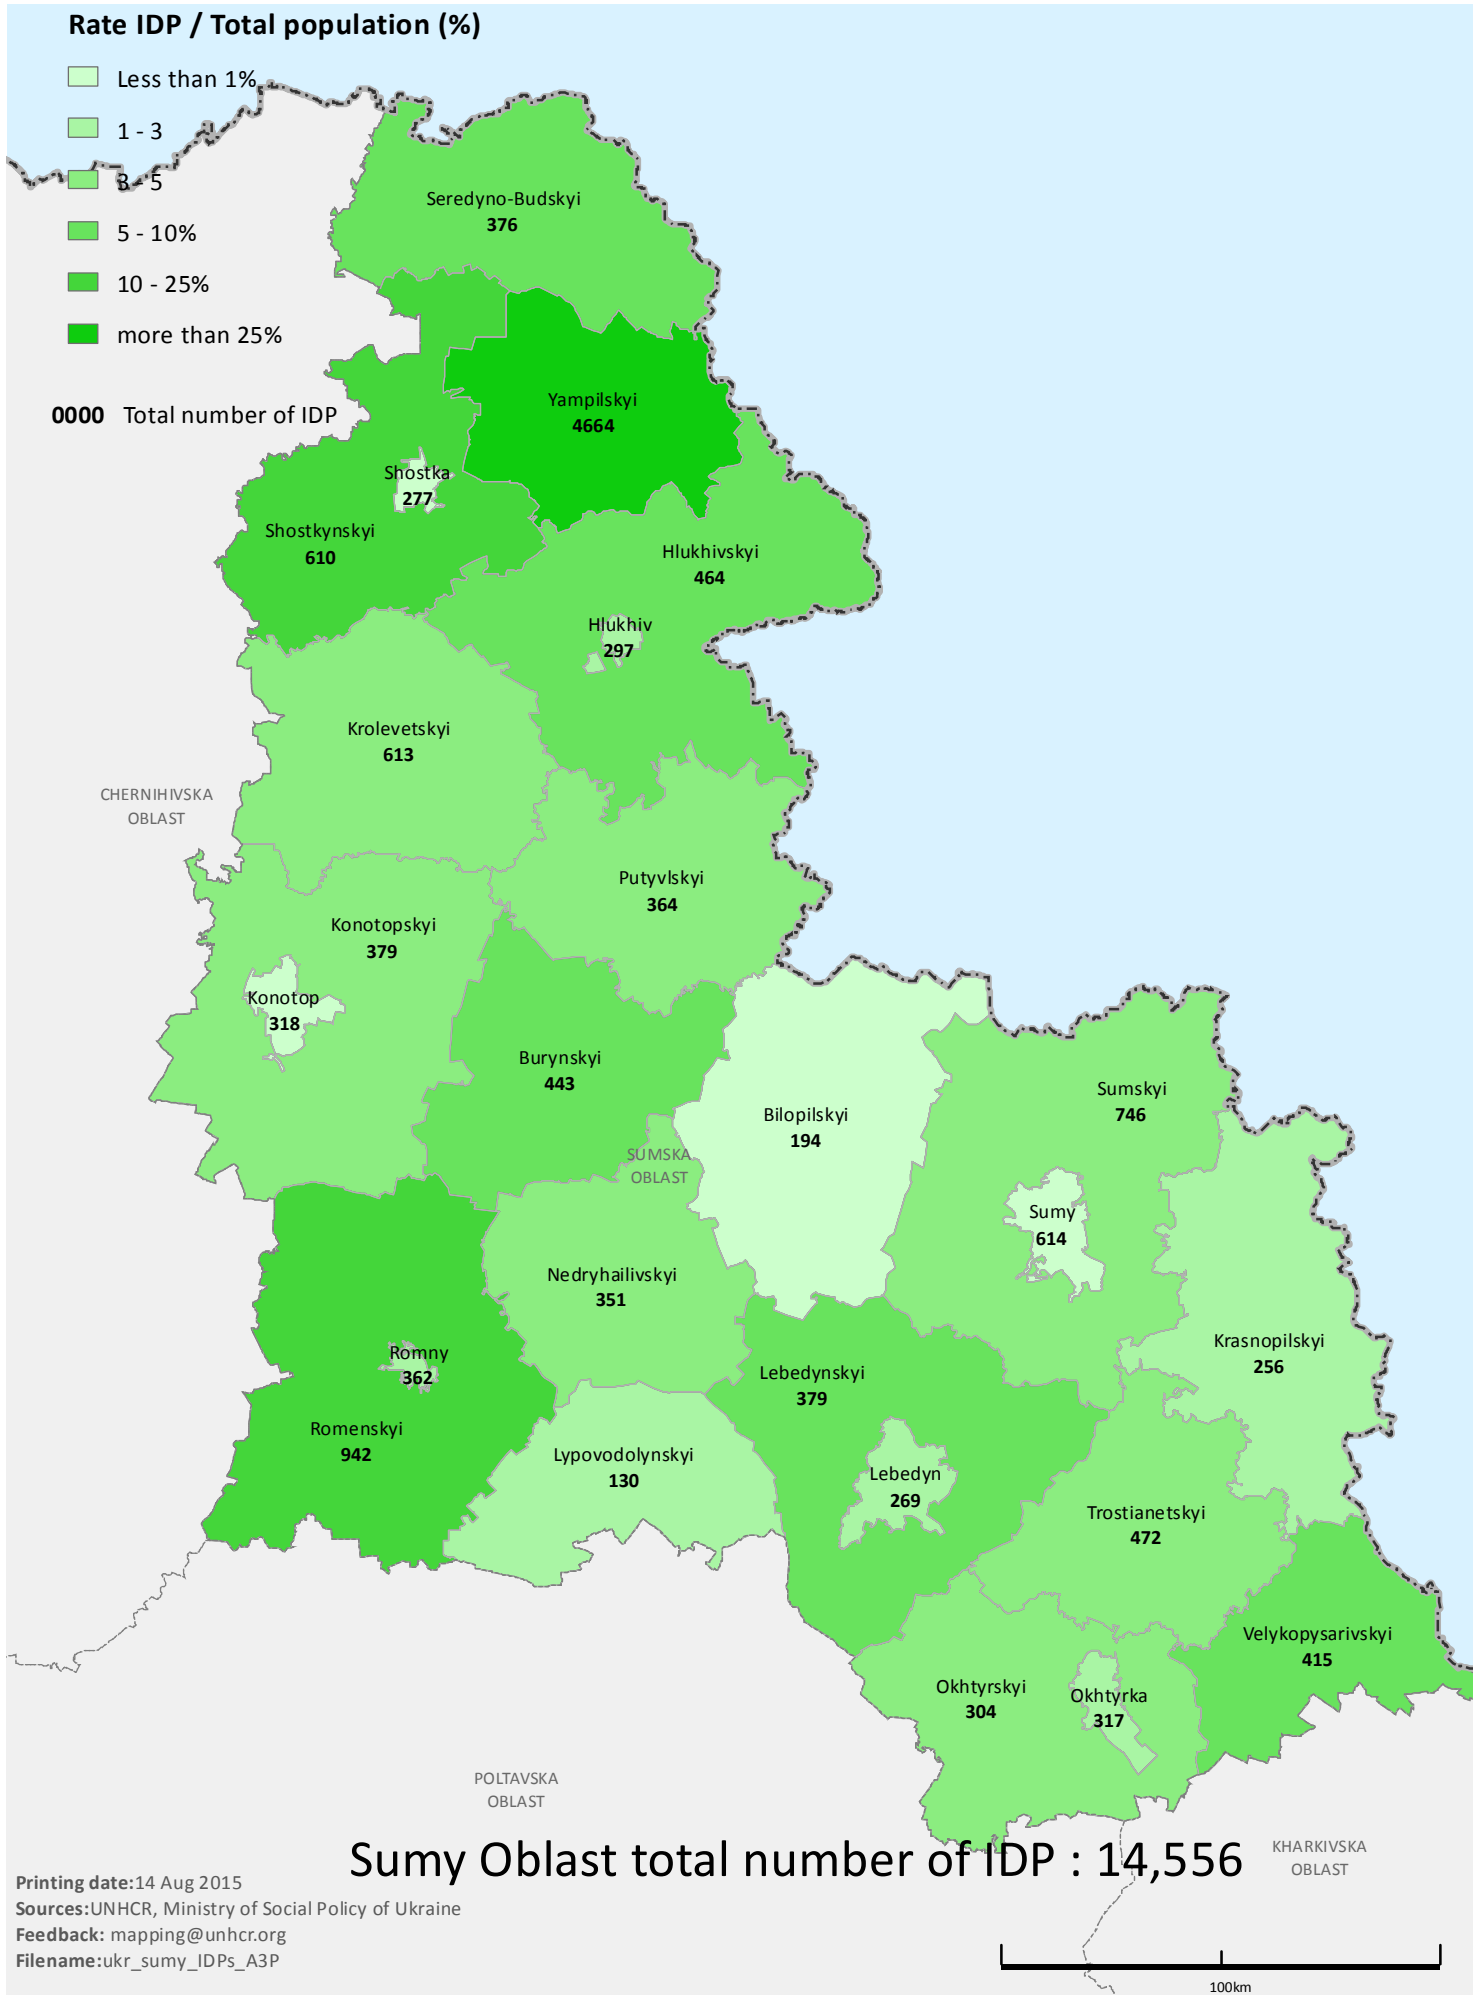 Rate IDP / Total population (%)
Less than 1%
1 - 3
3 - 5
5 - 10%
10 - 25%
more than 25%
0000 Total number of IDP
Seredyno-Budskyi
376
Yampilskyi
4664
Shostka
277
Shostkynskyi
610
Hlukhivskyi
464
Hlukhiv
297
Krolevetskyi
613
CHERNIHIVSKA
OBLAST
Putyvlskyi
364
Konotopskyi
379
Konotop
318
Burynskyi
443
Bilopilskyi
194
Sumskyi
746
SUMSKA
OBLAST
Sumy
614
Nedryhailivskyi
351
Krasnopilskyi
256
Romny
362
Lebedynskyi
379
Romenskyi
942
Lypovodolynskyi
130
Lebedyn
269
Trostianetskyi
472
Velykopysarivskyi
415
Okhtyrskyi
304
Okhtyrka
317
POLTAVSKA
OBLAST
Sumy Oblast total number of IDP : 14,556
KHARKIVSKA
OBLAST
Printing date:14 Aug 2015
Sources:UNHCR, Ministry of Social Policy of Ukraine
Feedback: mapping@unhcr.org
Filename:ukr_sumy_IDPs_A3P
100km